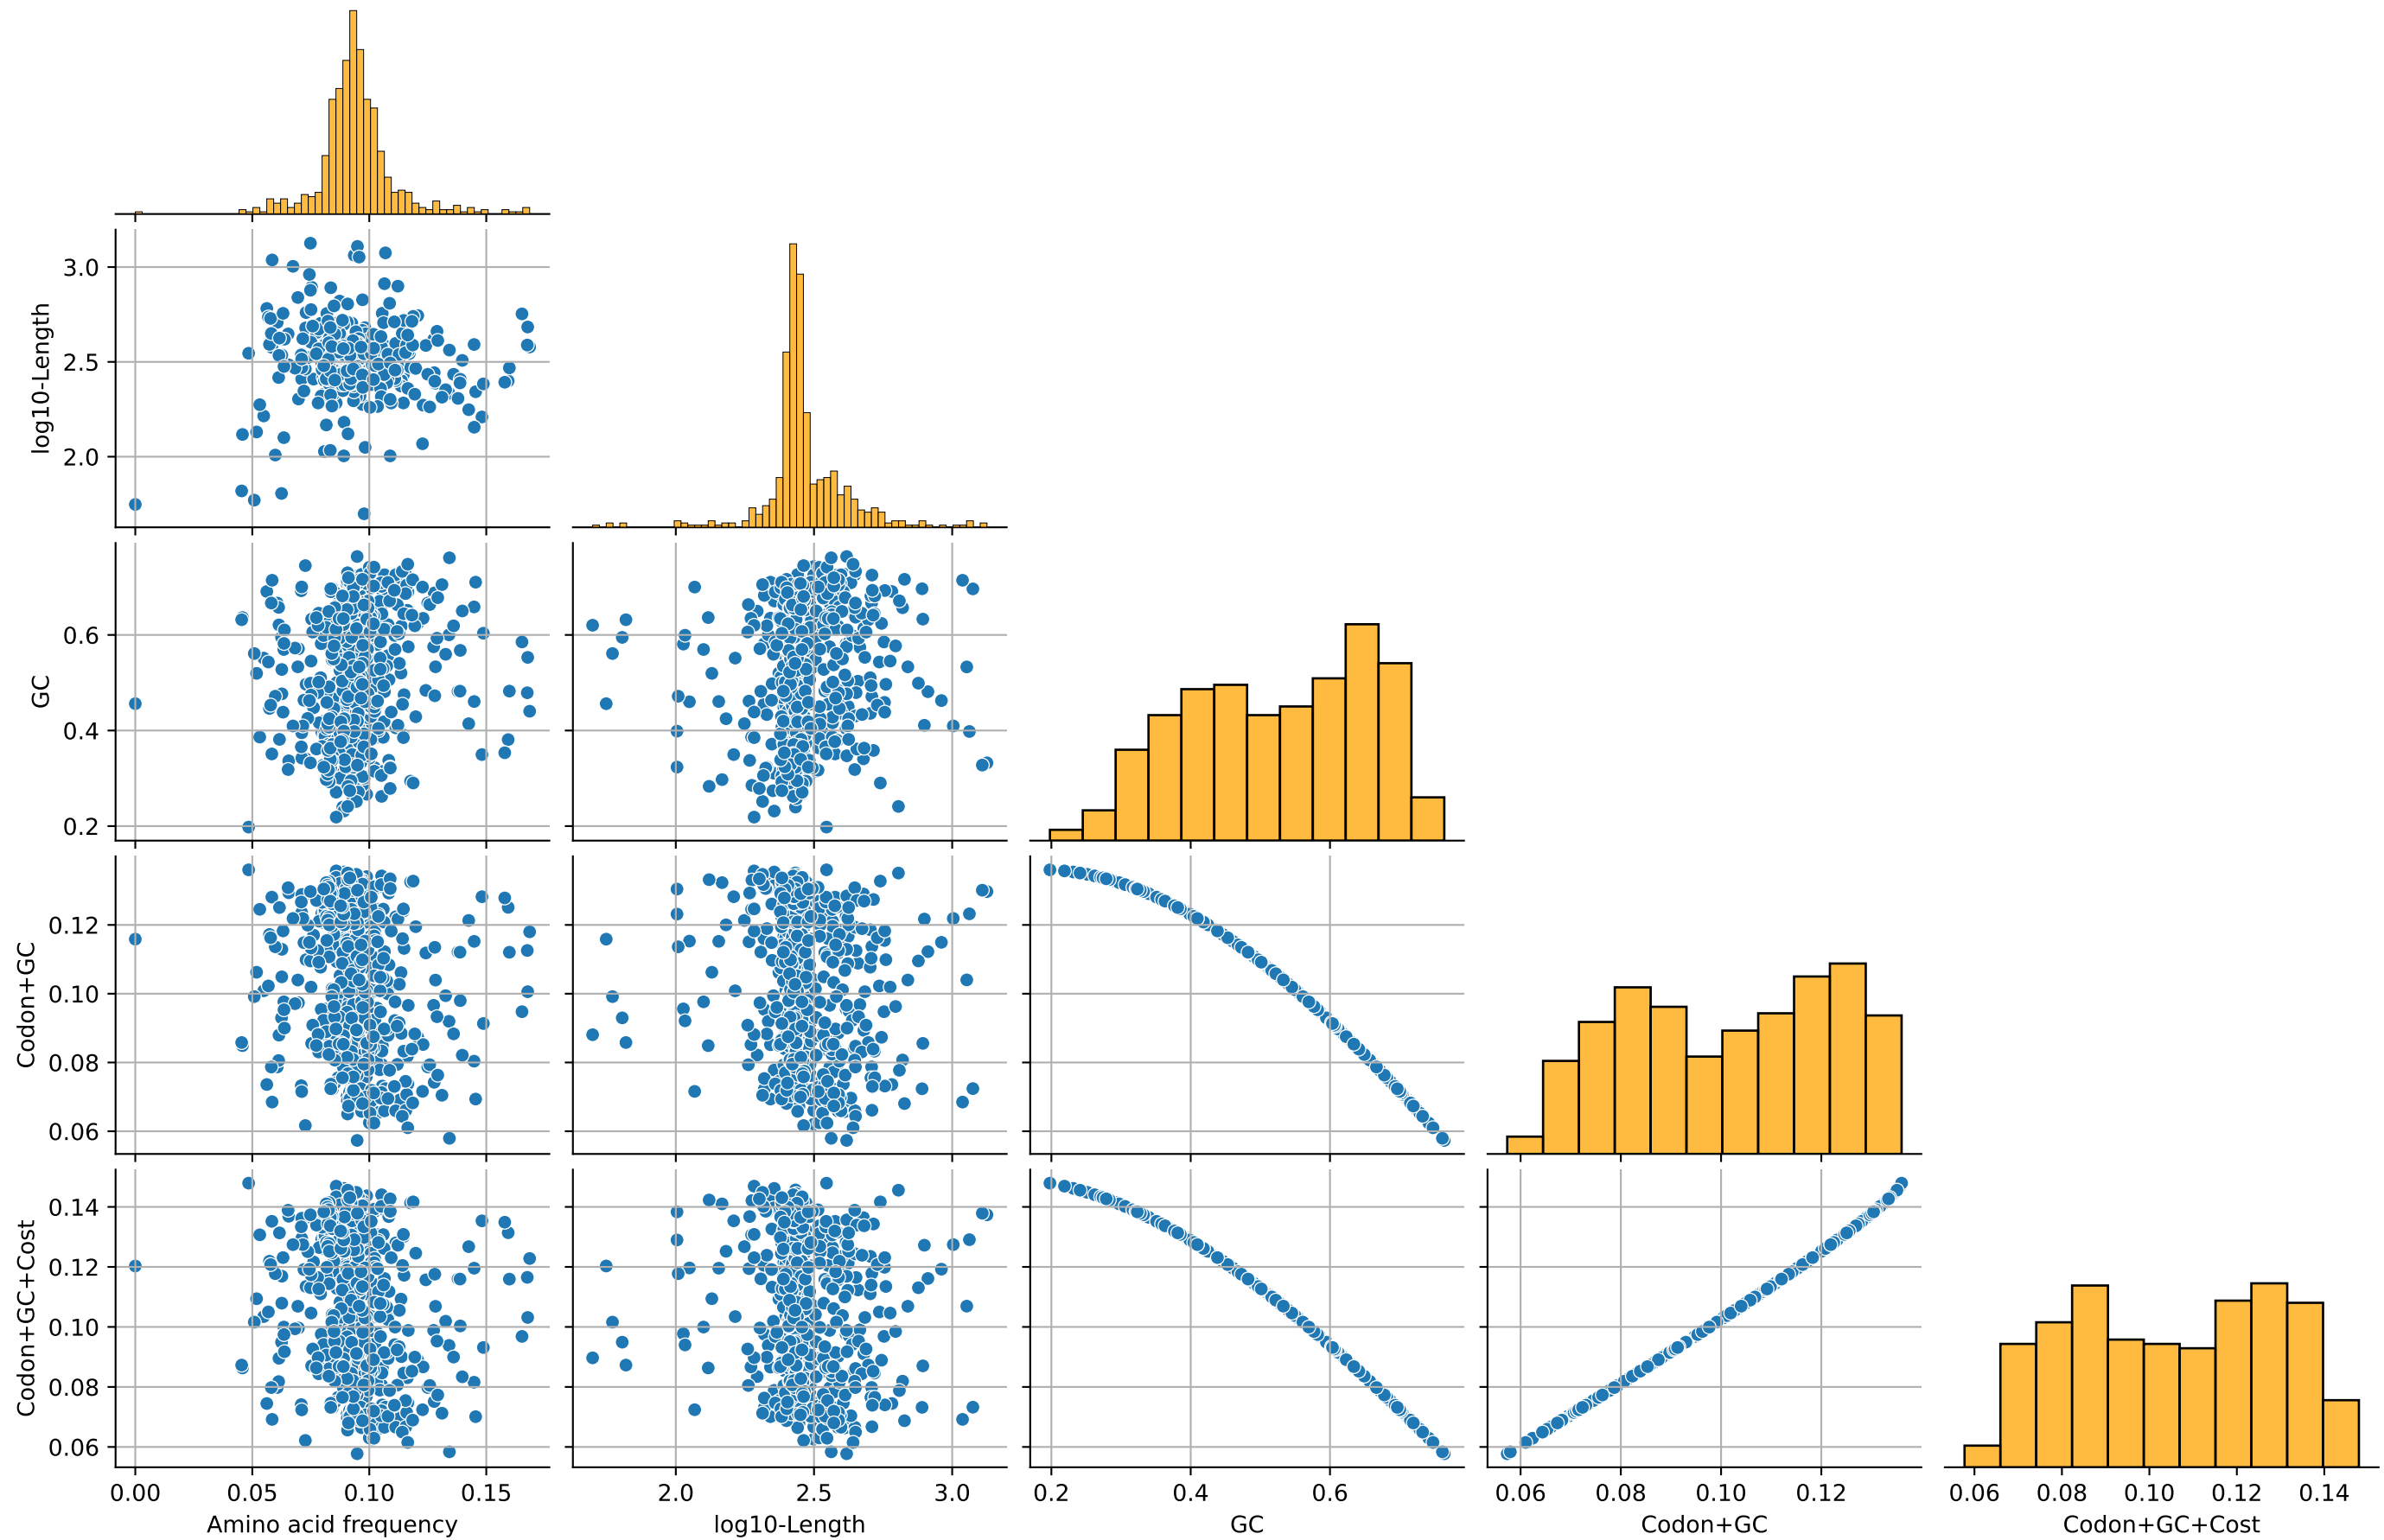 3.0
2.5
2.0
log10-Length
0.6
0.4
0.2
GC
0.12
0.10
0.08
0.06
Codon+GC
0.14
0.12
0.10
0.08
0.06
Codon+GC+Cost
0.00 0.05 0.10 0.15
Amino acid frequency
2.0 2.5 3.0
log10-Length
0.2 0.4 0.6
GC
0.06 0.08 0.10 0.12
Codon+GC
0.06 0.08 0.10 0.12 0.14
Codon+GC+Cost